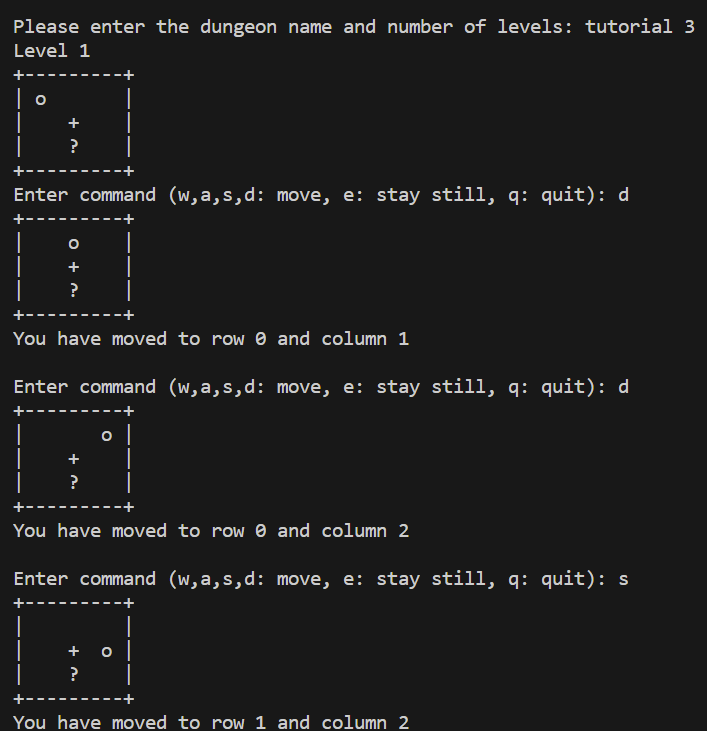 Please enter the dungeon name and number of levels: tutorial 3
Level 1
+---------+
| o       |
|    +    |
|    ?    |
+---------+
Enter command (w,a,s,d: move, e: stay still, q: quit): d
+---------+
|    o    |
|    +    |
|    ?    |
+---------+
You have moved to row 0 and column 1

Enter command (w,a,s,d: move, e: stay still, q: quit): d
+---------+
|       o |
|    +    |
|    ?    |
+---------+
You have moved to row 0 and column 2

Enter command (w,a,s,d: move, e: stay still, q: quit): s
+---------+
|         |
|    +  o |
|    ?    |
+---------+
You have moved to row 1 and column 2